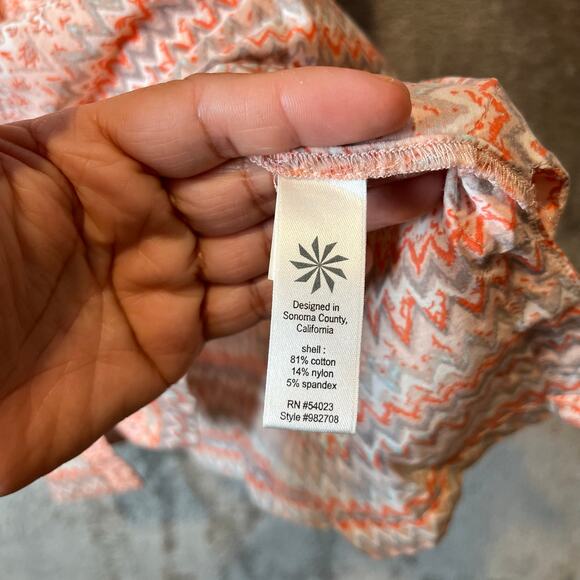 Designed in
Sonoma County,
California
shell :
81% cotton
14% nylon
5% spandex
RN #54023
Style #982708